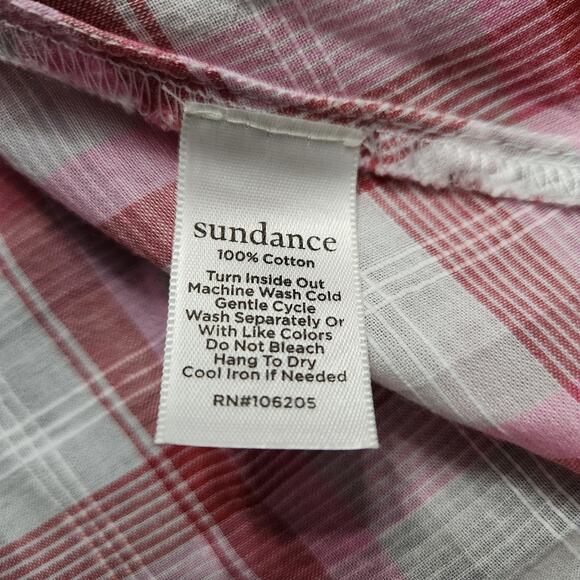 sundance
100% Cotton
Turn Inside Out
Machine Wash Cold
Gentle Cycle
Wash Separately Or
With Like Colors
Do Not Bleach
Hang To Dry
Cool Iron If Needed
RN#106205